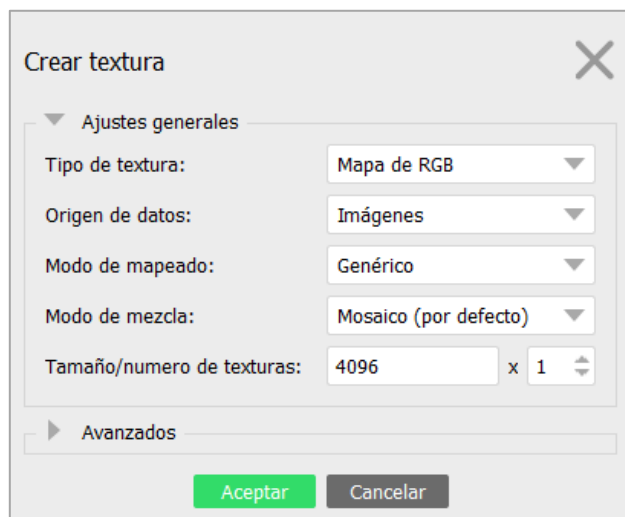 Crear textura
Ajustes generales
Tipo de textura: Mapa de RGB
Origen de datos: Imágenes
Modo de mapeado: Genérico
Modo de mezcla: Mosaico (por defecto)
Tamaño/numero de texturas: 4096 x 1
Avanzados
Aceptar Cancelar